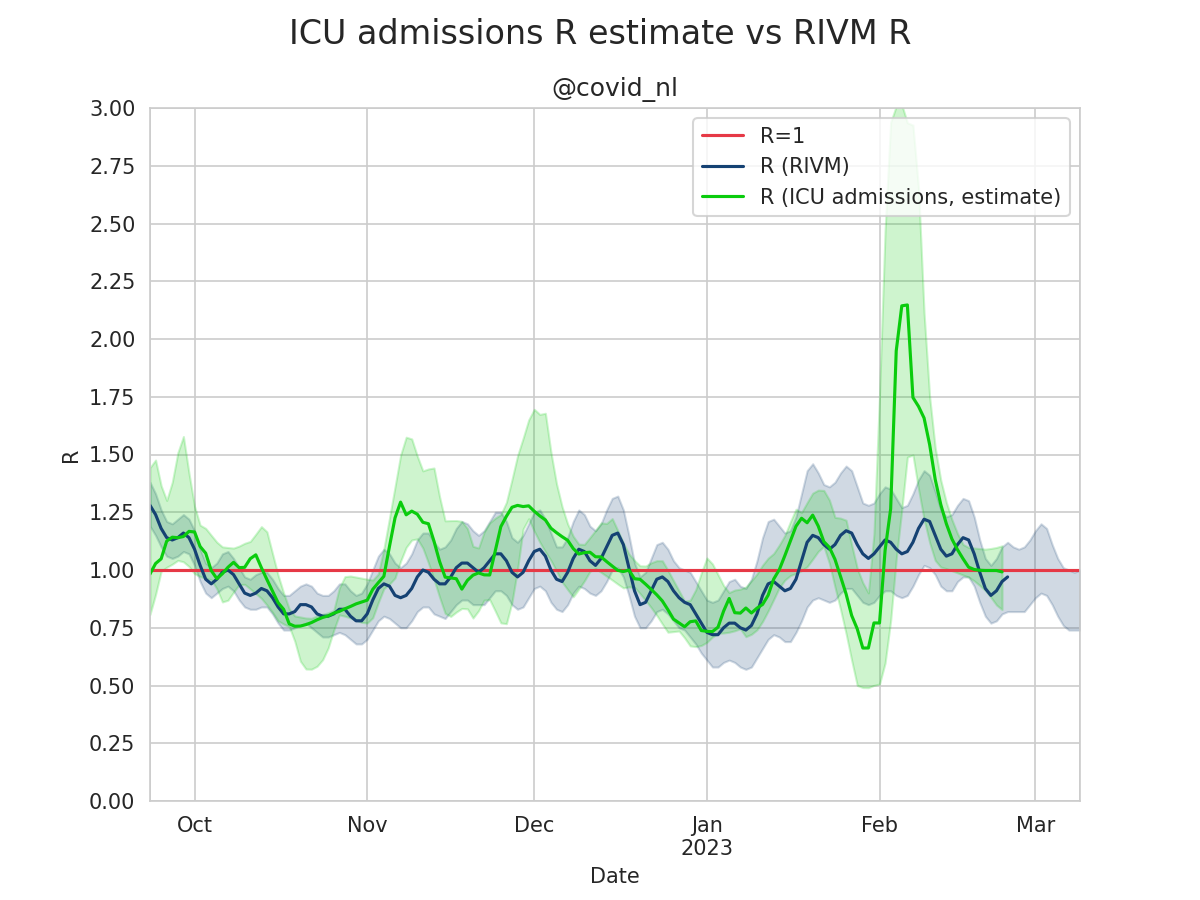 ICU admissions R estimate vs RIVM R
@covid_nl
R=1
R (RIVM)
R (ICU admissions, estimate)
3.00
2.75
2.50
2.25
2.00
1.75
1.50
1.25
1.00
0.75
0.50
0.25
0.00
R
Oct Nov Dec Jan Feb Mar
2023
Date